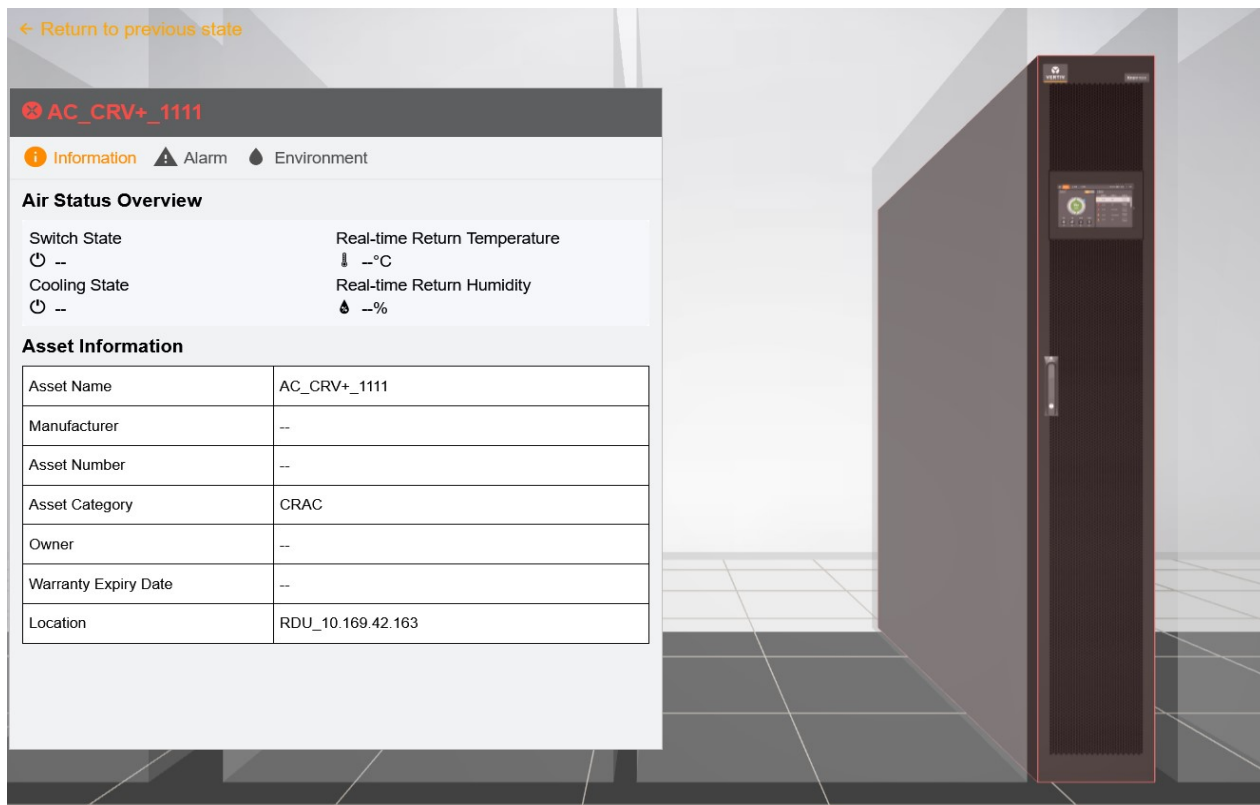 ← Return to previous state
AC_CRV+_1111
Information Alarm Environment
Air Status Overview
Switch State Real-time Return Temperature
-- --°C
Cooling State Real-time Return Humidity
-- --%
Asset Information
Asset Name AC_CRV+_1111
Manufacturer --
Asset Number --
Asset Category CRAC
Owner --
Warranty Expiry Date --
Location RDU_10.169.42.163
VERTIV